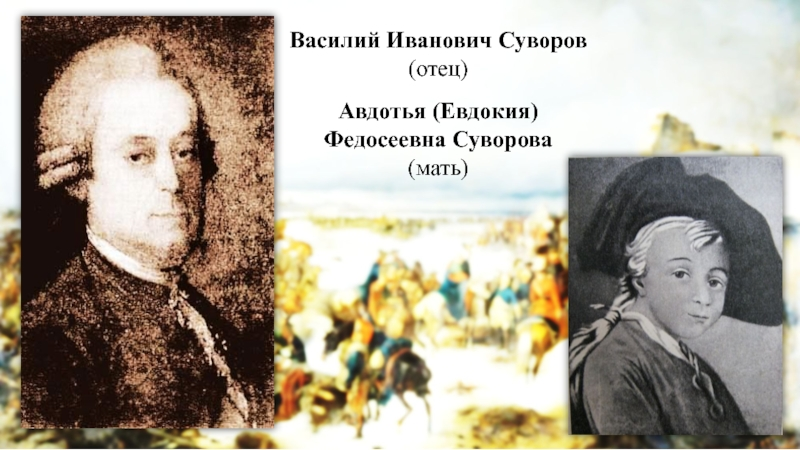 Василий Иванович Суворов
(отец)
Авдотья (Евдокия)
Федосеевна Суворова
(мать)